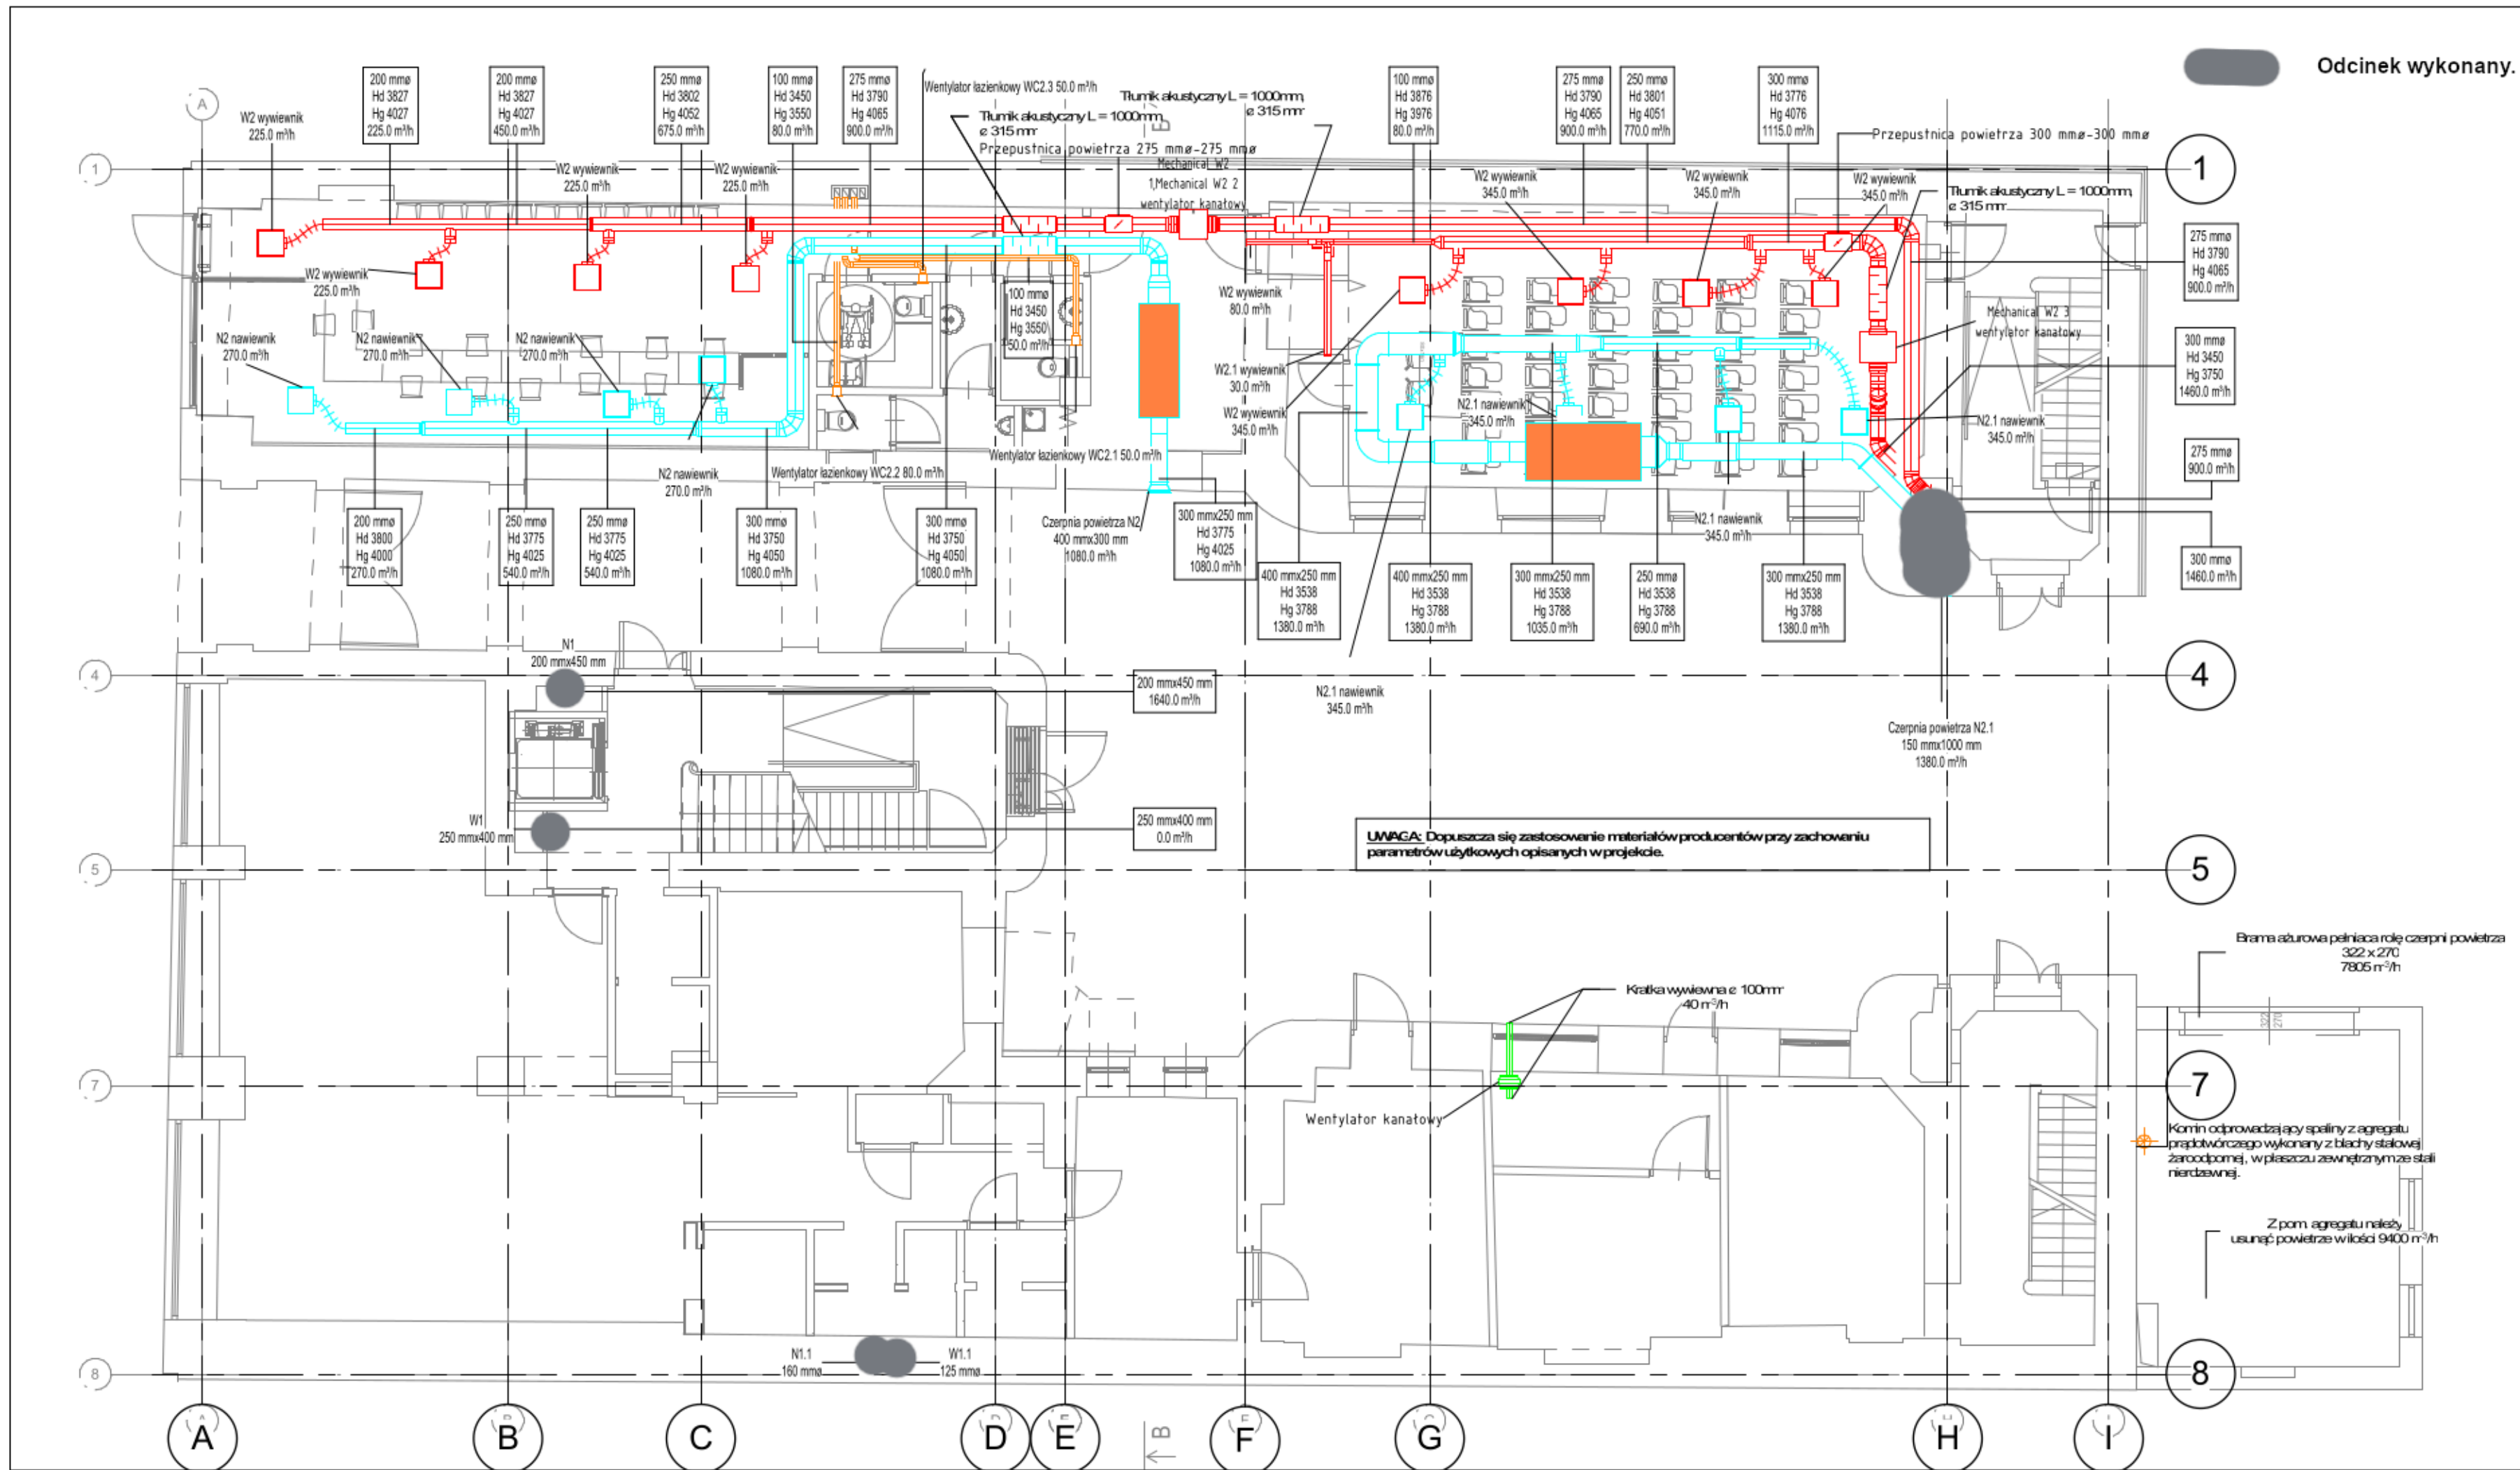 Odcinek wykonany.
200 mmø
Hd 3827
Hg 4027
225.0 m³/h
200 mmø
Hd 3827
Hg 4027
450.0 m³/h
250 mmø
Hd 3802
Hg 4052
675.0 m³/h
100 mmø
Hd 3450
Hg 3550
80.0 m³/h
275 mmø
Hd 3790
Hg 4065
900.0 m³/h
Wentylator łazienkowy WC2.3 50.0 m³/h
Tłumik akustyczny L = 1000mm,
ø 315 mm
Tłumik akustyczny L = 1000mm,
ø 315 mm
Przepustnica powietrza 275 mmø-275 mmø
Mechanical W2
1,Mechanical W2 2
wentylator kanałowy
100 mmø
Hd 3876
Hg 3976
80.0 m³/h
275 mmø
Hd 3790
Hg 4065
900.0 m³/h
250 mmø
Hd 3801
Hg 4051
770.0 m³/h
300 mmø
Hd 3776
Hg 4076
1115.0 m³/h
Przepustnica powietrza 300 mmø-300 mmø
A
W2 wywiewnik
225.0 m³/h
1
W2 wywiewnik
225.0 m³/h
W2 wywiewnik
225.0 m³/h
W2 wywiewnik
345.0 m³/h
W2 wywiewnik
345.0 m³/h
W2 wywiewnik
345.0 m³/h
Tłumik akustyczny L = 1000mm,
ø 315 mm
1
W2 wywiewnik
225.0 m³/h
275 mmø
Hd 3790
Hg 4065
900.0 m³/h
100 mmø
Hd 3450
Hg 3550
50.0 m³/h
W2 wywiewnik
80.0 m³/h
Mechanical W2 3
wentylator kanałowy
N2 nawiewnik
270.0 m³/h
N2 nawiewnik
270.0 m³/h
N2 nawiewnik
270.0 m³/h
300 mmø
Hd 3450
Hg 3750
1460.0 m³/h
W2.1 wywiewnik
30.0 m³/h
W2 wywiewnik
345.0 m³/h
N2.1 nawiewnik
345.0 m³/h
N2.1 nawiewnik
345.0 m³/h
N2 nawiewnik
270.0 m³/h
Wentylator łazienkowy WC2.2 80.0 m³/h
Wentylator łazienkowy WC2.1 50.0 m³/h
275 mmø
900.0 m³/h
200 mmø
Hd 3800
Hg 4000
270.0 m³/h
250 mmø
Hd 3775
Hg 4025
540.0 m³/h
250 mmø
Hd 3775
Hg 4025
540.0 m³/h
300 mmø
Hd 3750
Hg 4050
1080.0 m³/h
300 mmø
Hd 3750
Hg 4050
1080.0 m³/h
Czerpnia powietrza N2
400 mmx300 mm
1080.0 m³/h
300 mmx250 mm
Hd 3775
Hg 4025
1080.0 m³/h
N2.1 nawiewnik
345.0 m³/h
300 mmø
1460.0 m³/h
400 mmx250 mm
Hd 3538
Hg 3788
1380.0 m³/h
400 mmx250 mm
Hd 3538
Hg 3788
1380.0 m³/h
300 mmx250 mm
Hd 3538
Hg 3788
1035.0 m³/h
250 mmø
Hd 3538
Hg 3788
690.0 m³/h
300 mmx250 mm
Hd 3538
Hg 3788
1380.0 m³/h
N1
200 mmx450 mm
4
200 mmx450 mm
1640.0 m³/h
N2.1 nawiewnik
345.0 m³/h
4
Czerpnia powietrza N2.1
150 mmx1000 mm
1380.0 m³/h
W1
250 mmx400 mm
250 mmx400 mm
0.0 m³/h
UWAGA: Dopuszcza się zastosowanie materiałów producentów przy zachowaniu
parametrów użytkowych opisanych w projekcie.
5
5
Brama ażurowa pełniaca rolę czerpni powietrza
322 x 270
7805 m³/h
Kratka wywiewna ø 100mm
40 m³/h
322
270
7
7
Wentylator kanałowy
Komin odprowadzający spaliny z agregatu
prądotwórczego wykonany z blachy stalowej
żaroodpornej, w płaszczu zewnętrznym ze stali
nierdzewnej.
Z pom. agregatu należy
usunąć powietrze w ilości 9400 m³/h
N1.1
160 mmø
W1.1
125 mmø
8
8
A
B
C
D
E
B
F
G
H
I